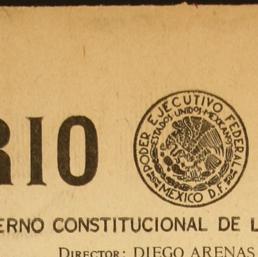 RIO
PODER EJECUTIVO FEDERAL
ESTADOS UNIDOS MEXICANOS
MEXICO D.F.
ERNO CONSTITUCIONAL DE L
DIRECTOR: DIEGO ARENAS